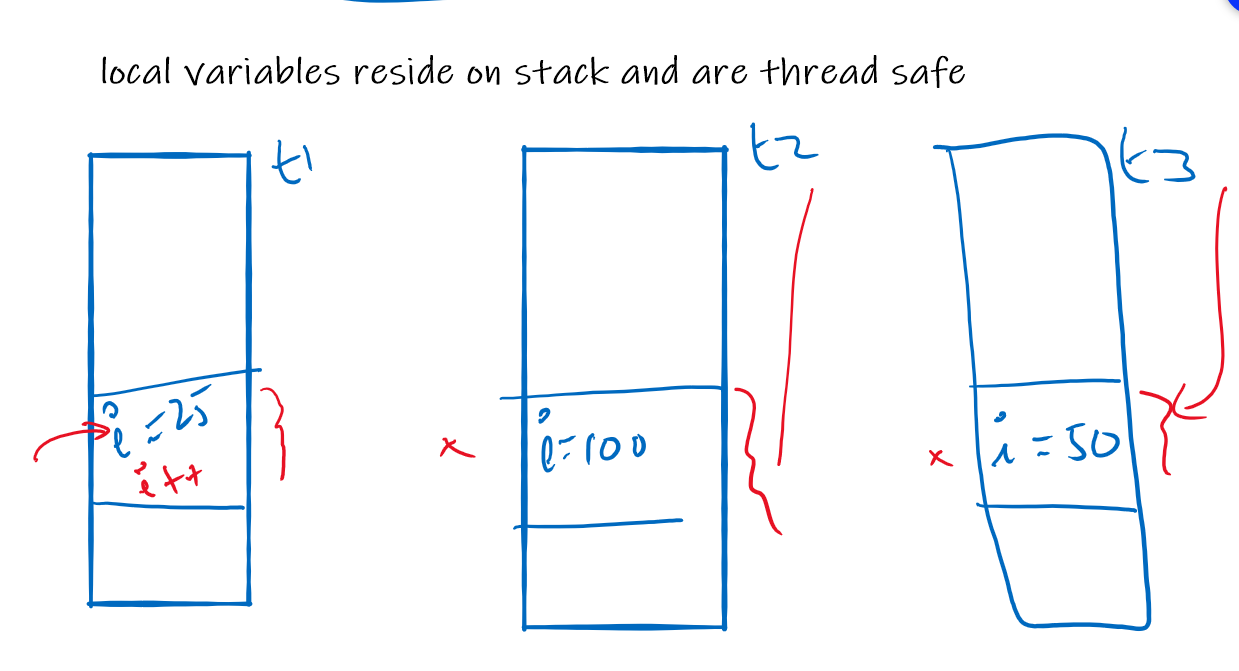 local variables reside on stack and are thread safe
t1
t2
t3
i = 25
i++
x
i = 100
x
i = 50